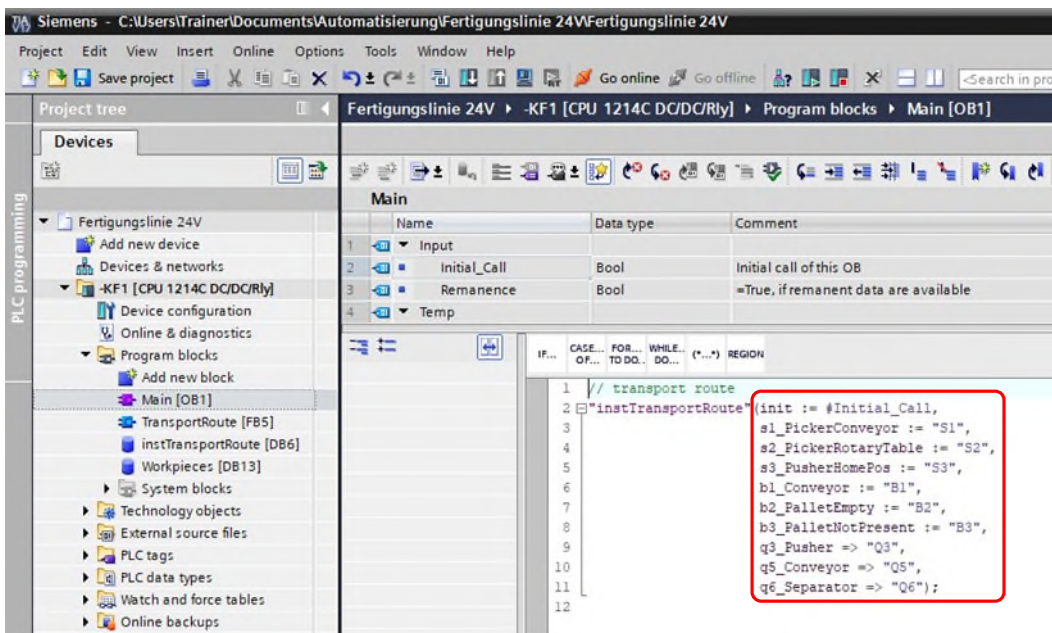 Siemens - C:\Users\Trainer\Documents\Automatisierung\Fertigungslinie 24V\Fertigungslinie 24V
Project Edit View Insert Online Options Tools Window Help
Save project Go online Go offline <Search in pro
Project tree
Fertigungslinie 24V ▸ -KF1 [CPU 1214C DC/DC/Rly] ▸ Program blocks ▸ Main [OB1]
Devices
PLC programming
Fertigungslinie 24V
Add new device
Devices & networks
-KF1 [CPU 1214C DC/DC/Rly]
Device configuration
Online & diagnostics
Program blocks
Add new block
Main [OB1]
TransportRoute [FB5]
instTransportRoute [DB6]
Workpieces [DB13]
System blocks
Technology objects
External source files
PLC tags
PLC data types
Watch and force tables
Online backups
Main
Name Data type Comment
1 Input
2 Initial_Call Bool Initial call of this OB
3 Remanence Bool =True, if remanent data are available
4 Temp
IF... CASE... OF... FOR... TO DO.. WHILE.. DO... (*...*) REGION
1 // transport route
2 "instTransportRoute"(init := #Initial_Call,
3 s1_PickerConveyor := "S1",
4 s2_PickerRotaryTable := "S2",
5 s3_PusherHomePos := "S3",
6 b1_Conveyor := "B1",
7 b2_PalletEmpty := "B2",
8 b3_PalletNotPresent := "B3",
9 q3_Pusher => "Q3",
10 q5_Conveyor => "Q5",
11 q6_Separator => "Q6");
12